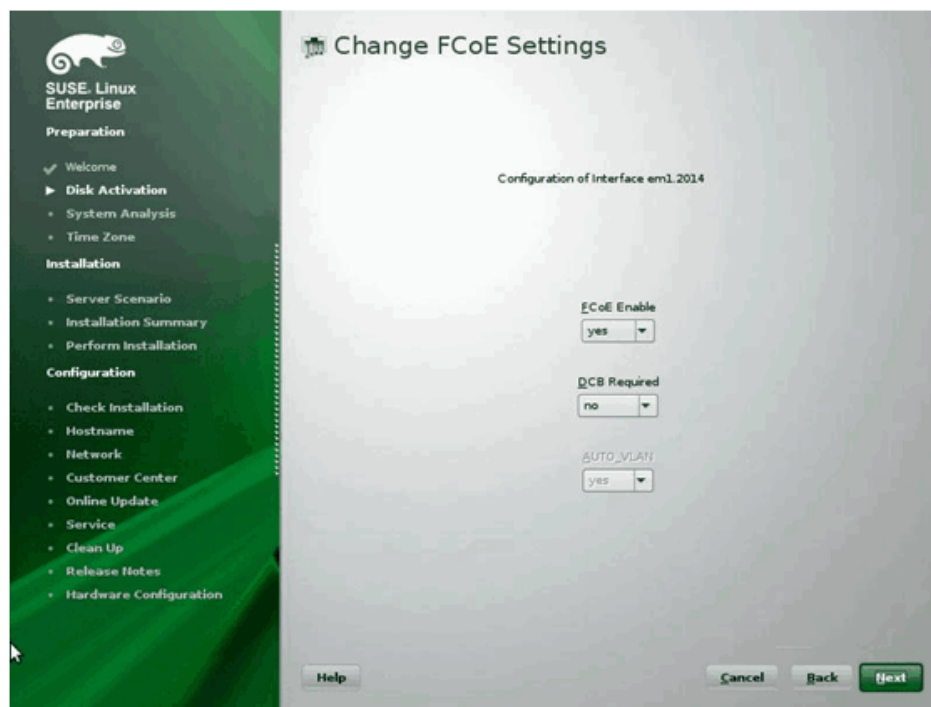 SUSE. Linux
Enterprise
Preparation
Welcome
Disk Activation
System Analysis
Time Zone
Installation
Server Scenario
Installation Summary
Perform Installation
Configuration
Check Installation
Hostname
Network
Customer Center
Online Update
Service
Clean Up
Release Notes
Hardware Configuration
Change FCoE Settings
Configuration of Interface em1.2014
FCoE Enable
yes
DCB Required
no
AUTO_VLAN
yes
Help
Cancel
Back
Next